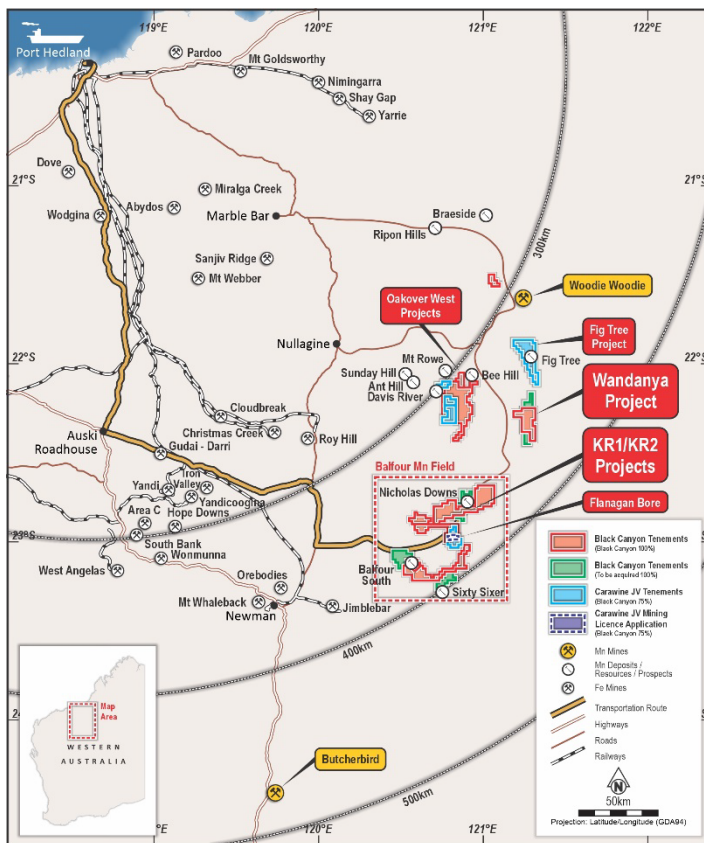 119°E
120°E
121°E
Port Hedland
Pardoo
Mt Goldsworthy
Nimingarra
Shay Gap
Yarrie
Dove
21°S
21°S
Wodgina
Abydos
Miralga Creek
Marble Bar
Braeside
Ripon Hills
300km
Sanjiv Ridge
Mt Webber
Woodie Woodie
Oakover West
Projects
Fig Tree
Project
Nullagine
22°S
22°S
Mt Rowe
Fig Tree
Sunday Hill
Bee Hill
Ant Hill
Davis River
Wandanya
Project
Cloudbreak
Auski
Roadhouse
Christmas Creek
Roy Hill
Gudai - Darri
KR1/KR2
Projects
Balfour Mn Field
Iron
Valley
Yandi
Yandicoogina
Nicholas Downs
Flanagan Bore
Hope Downs
Area C
23°S
South Bank
Wonmunna
West Angelas
Balfour
South
Orebodies
Sixty Sixer
Mt Whaleback
Jimblebar
Newman
400km
24
Butcherbird
500km
119°E
120°E
121°E
Map
Area
WESTERN
AUSTRALIA
Black Canyon Tenements
(Black Canyon 100%)
Black Canyon Tenements
(To be acquired 100%)
Carawine JV Tenements
(Black Canyon 75%)
Carawine JV Mining
Licence Application
(Black Canyon 75%)
Mn Mines
Mn Deposits /
Resources / Prospects
Fe Mines
Transportation Route
Highways
Roads
Railways
N
50km
Projection: Latitude/Longitude (GDA94)